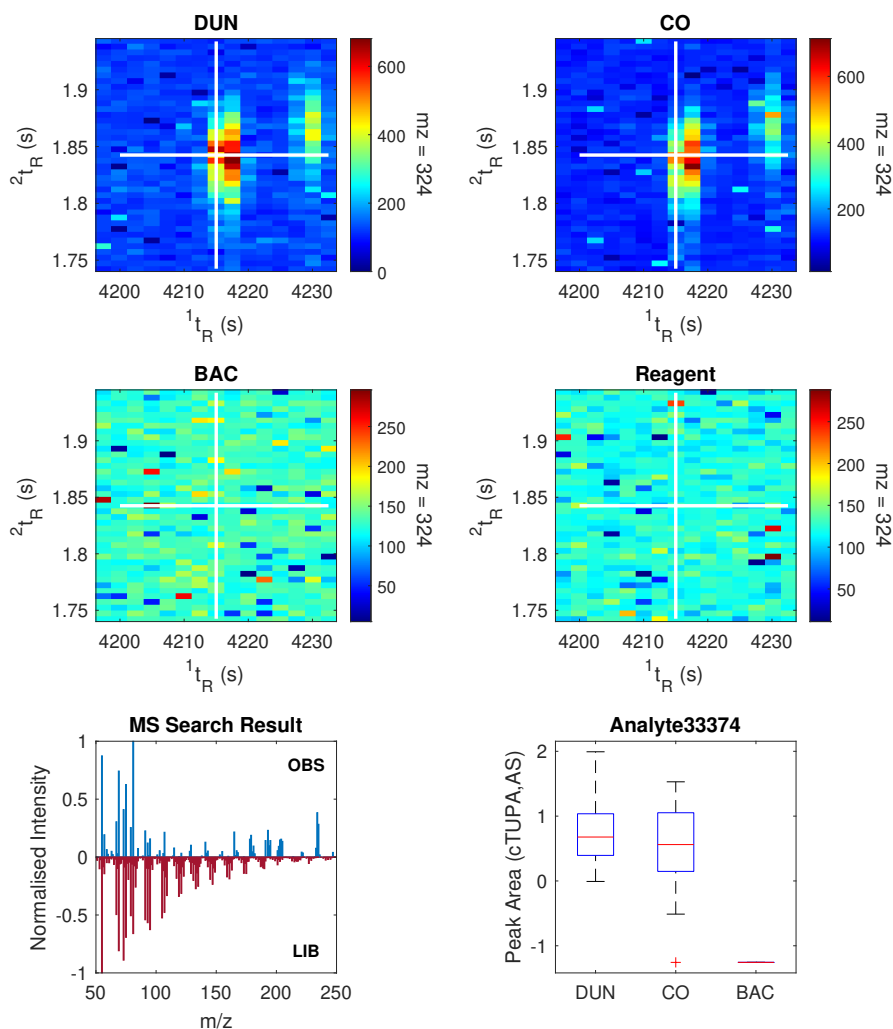 DUN
1.9
1.85
1.8
1.75
²t_R (s)
4200 4210 4220 4230
¹t_R (s)
600
400
200
0
mz = 324
CO
1.9
1.85
1.8
1.75
²t_R (s)
4200 4210 4220 4230
¹t_R (s)
600
400
200
mz = 324
BAC
1.9
1.85
1.8
1.75
²t_R (s)
4200 4210 4220 4230
¹t_R (s)
250
200
150
100
50
mz = 324
Reagent
1.9
1.85
1.8
1.75
²t_R (s)
4200 4210 4220 4230
¹t_R (s)
250
200
150
100
50
mz = 324
MS Search Result
1
0.5
0
-0.5
-1
Normalised Intensity
OBS
LIB
50 100 150 200 250
m/z
Analyte33374
2
1
0
-1
Peak Area (cTUPA,AS)
DUN CO BAC